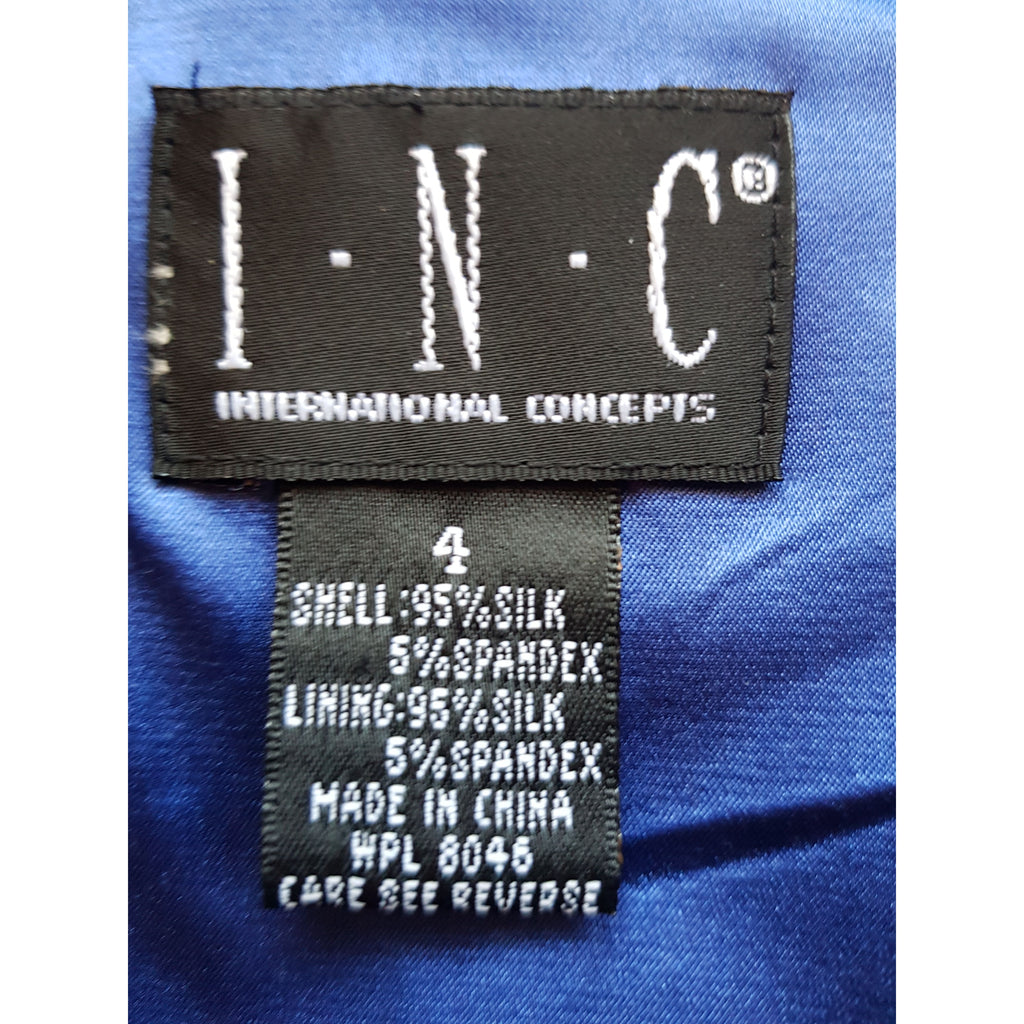 I·N·C®
INTERNATIONAL CONCEPTS
4
SHELL:95%SILK
5%SPANDEX
LINING:95%SILK
5%SPANDEX
MADE IN CHINA
WPL 8046
CARE SEE REVERSE